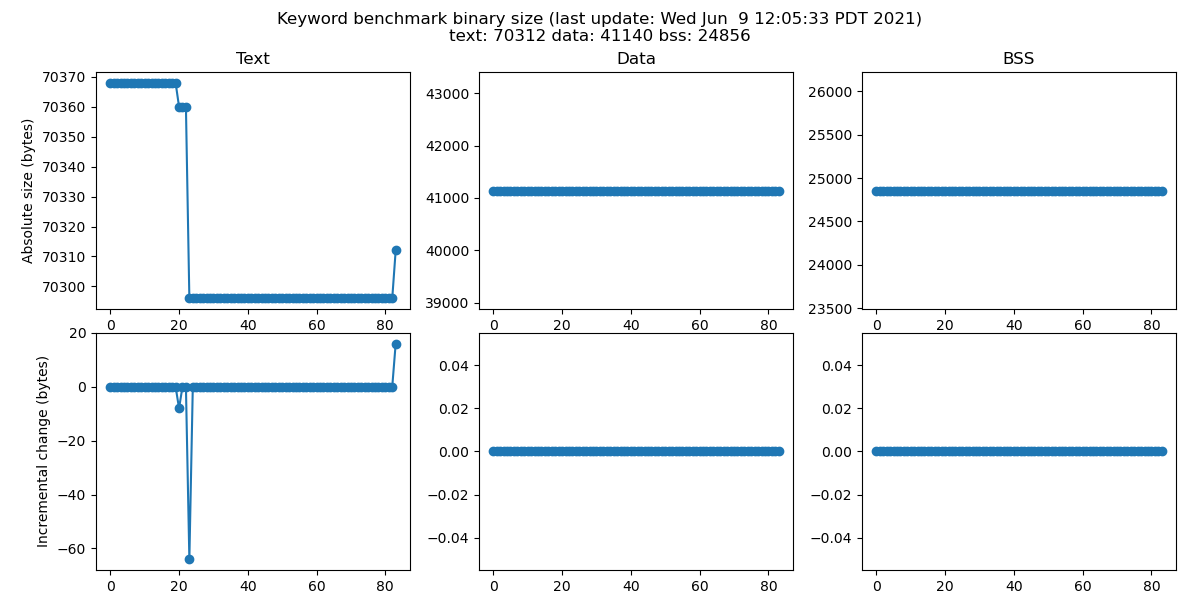 Keyword benchmark binary size (last update: Wed Jun  9 12:05:33 PDT 2021)
text: 70312 data: 41140 bss: 24856
Text
Data
BSS
Absolute size (bytes)
70370
70360
70350
70340
70330
70320
70310
70300
0 20 40 60 80
43000
42000
41000
40000
39000
0 20 40 60 80
26000
25500
25000
24500
24000
23500
0 20 40 60 80
Incremental change (bytes)
20
0
−20
−40
−60
0 20 40 60 80
0.04
0.02
0.00
−0.02
−0.04
0 20 40 60 80
0.04
0.02
0.00
−0.02
−0.04
0 20 40 60 80